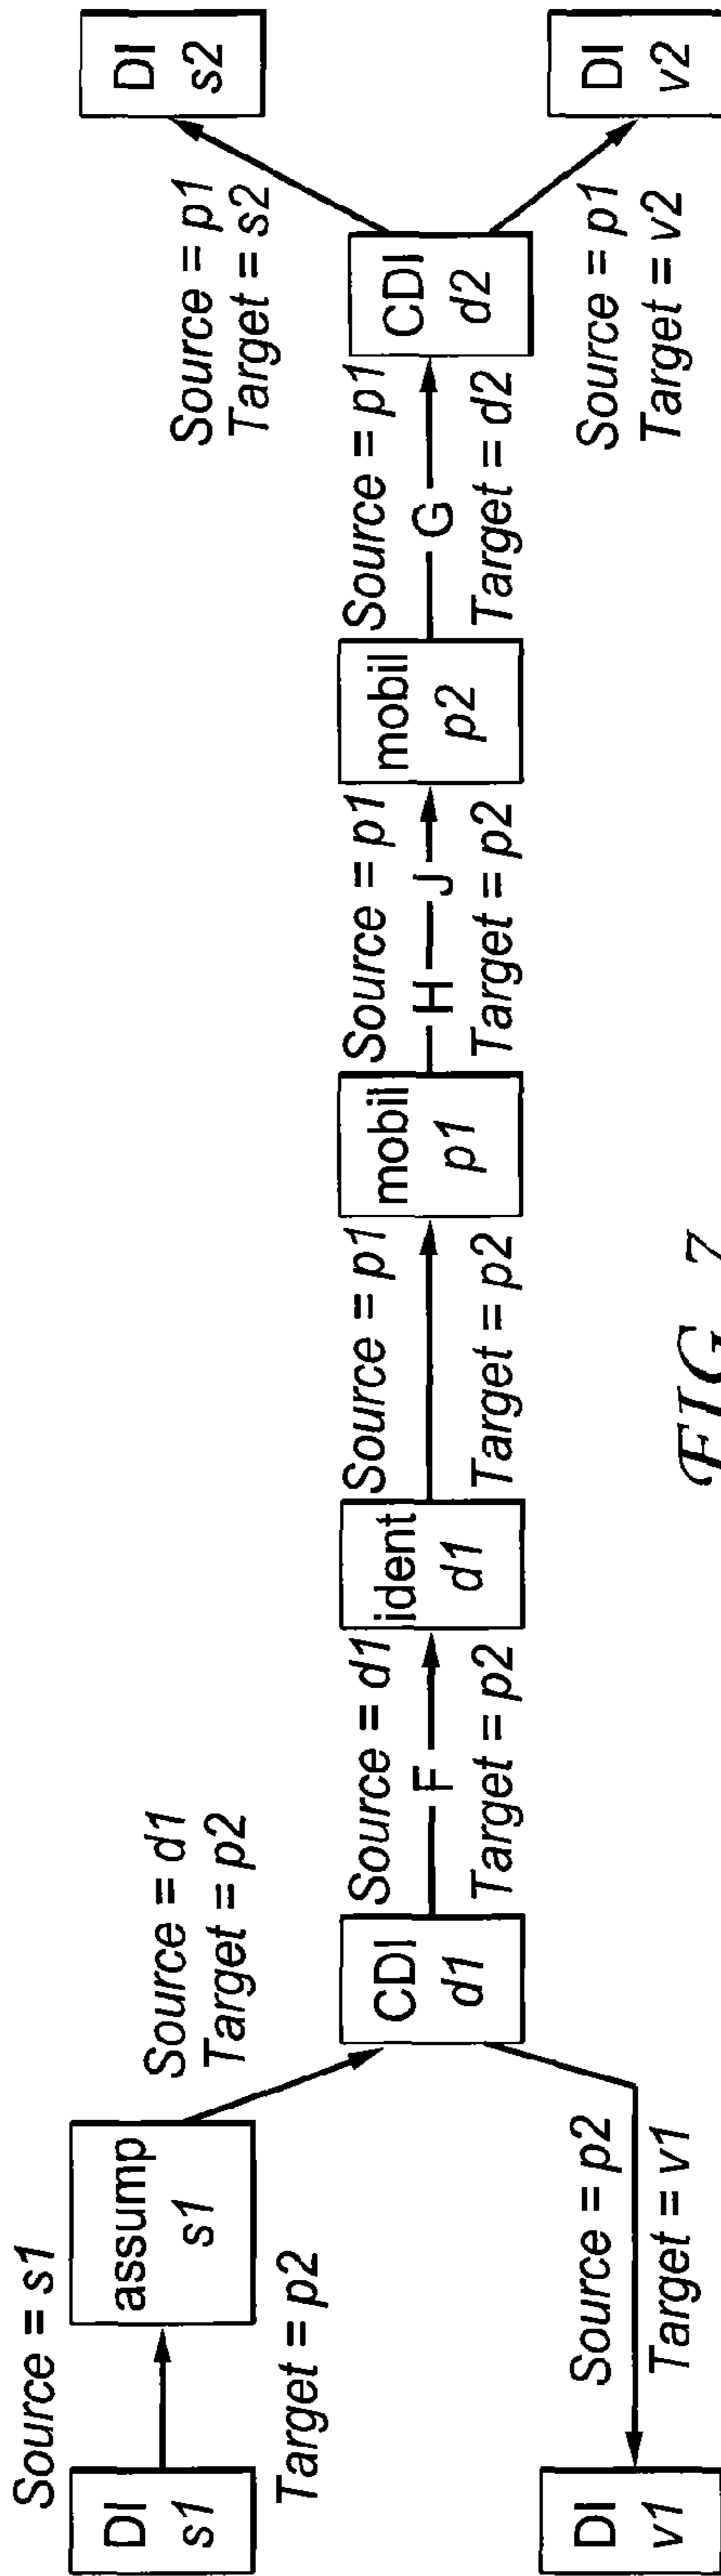 Source = s1
DI
s1
Target = p2
assump
s1
Source = d1
Target = p2
CDI
d1
Source = p2
Target = v1
DI
v1
Source = d1
F
Target = p2
ident
d1
Source = p1
Target = p2
mobil
p1
Source = p1
H
J
Target = p2
mobil
p2
Source = p1
G
Target = d2
CDI
d2
Source = p1
Target = s2
DI
s2
Source = p1
Target = v2
DI
v2
FIG. 7